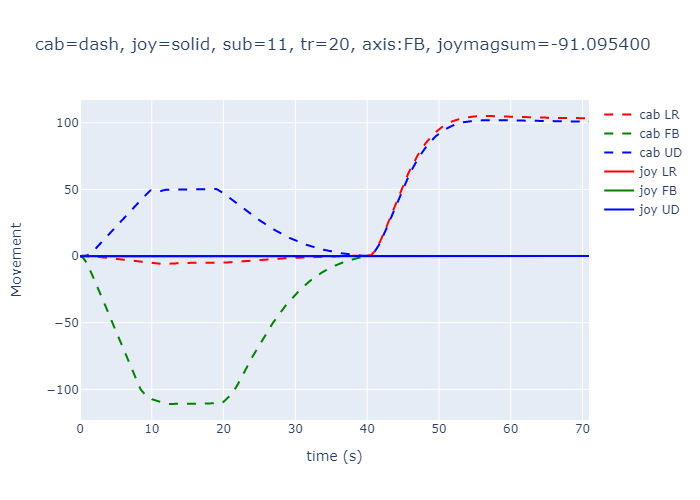 cab=dash, joy=solid, sub=11, tr=20, axis:FB, joymagsum=-91.095400
cab LR
cab FB
cab UD
joy LR
joy FB
joy UD
Movement
100
50
0
−50
−100
0 10 20 30 40 50 60 70
time (s)